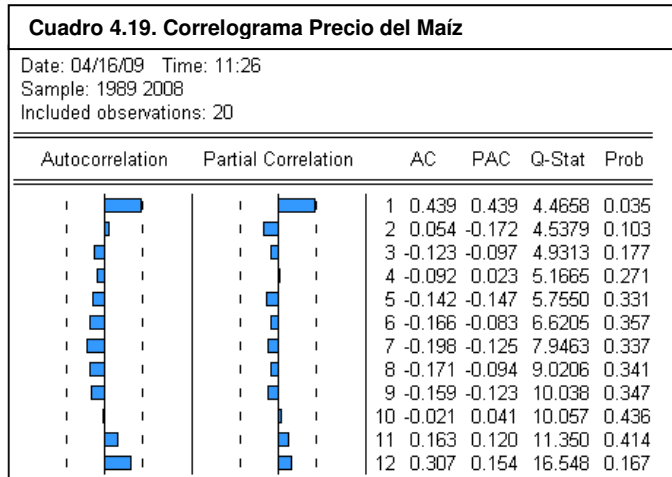 Cuadro 4.19. Correlograma Precio del Maíz
Date: 04/16/09 Time: 11:26
Sample: 1989 2008
Included observations: 20
Autocorrelation Partial Correlation AC PAC Q-Stat Prob
1 0.439 0.439 4.4658 0.035
2 0.054 -0.172 4.5379 0.103
3 -0.123 -0.097 4.9313 0.177
4 -0.092 0.023 5.1665 0.271
5 -0.142 -0.147 5.7550 0.331
6 -0.166 -0.083 6.6205 0.357
7 -0.198 -0.125 7.9463 0.337
8 -0.171 -0.094 9.0206 0.341
9 -0.159 -0.123 10.038 0.347
10 -0.021 0.041 10.057 0.436
11 0.163 0.120 11.350 0.414
12 0.307 0.154 16.548 0.167